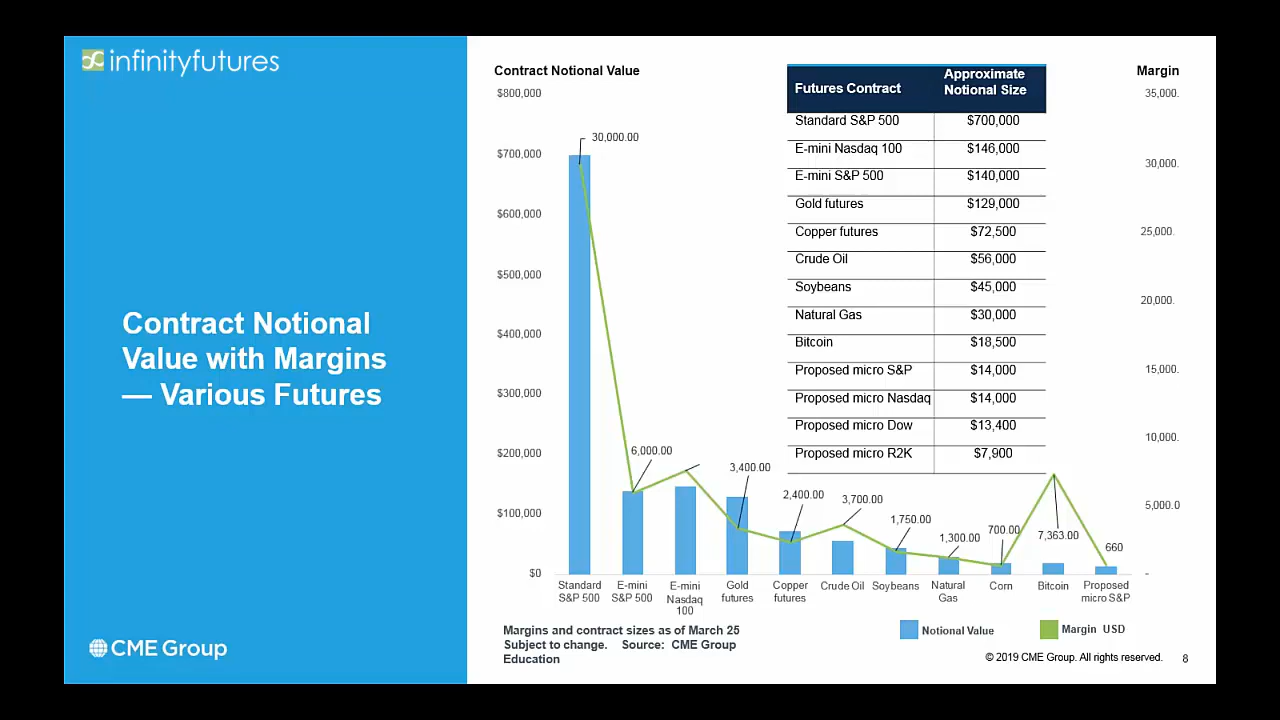 infinityfutures
Contract Notional
Value with Margins
— Various Futures
CME Group
Contract Notional Value
Margin
$800,000
$700,000
$600,000
$500,000
$400,000
$300,000
$200,000
$100,000
$0
30,000.00
6,000.00
3,400.00
2,400.00
3,700.00
1,750.00
1,300.00
700.00
7,363.00
660
Futures Contract Approximate Notional Size
Standard S&P 500 $700,000
E-mini Nasdaq 100 $146,000
E-mini S&P 500 $140,000
Gold futures $129,000
Copper futures $72,500
Crude Oil $56,000
Soybeans $45,000
Natural Gas $30,000
Bitcoin $18,500
Proposed micro S&P $14,000
Proposed micro Nasdaq $14,000
Proposed micro Dow $13,400
Proposed micro R2K $7,900
35,000.
30,000.
25,000.
20,000.
15,000.
10,000.
5,000.0
-
Standard S&P 500
E-mini S&P 500
E-mini Nasdaq 100
Gold futures
Copper futures
Crude Oil
Soybeans
Natural Gas
Corn
Bitcoin
Proposed micro S&P
Notional Value
Margin USD
Margins and contract sizes as of March 25
Subject to change. Source: CME Group
Education
© 2019 CME Group. All rights reserved. 8